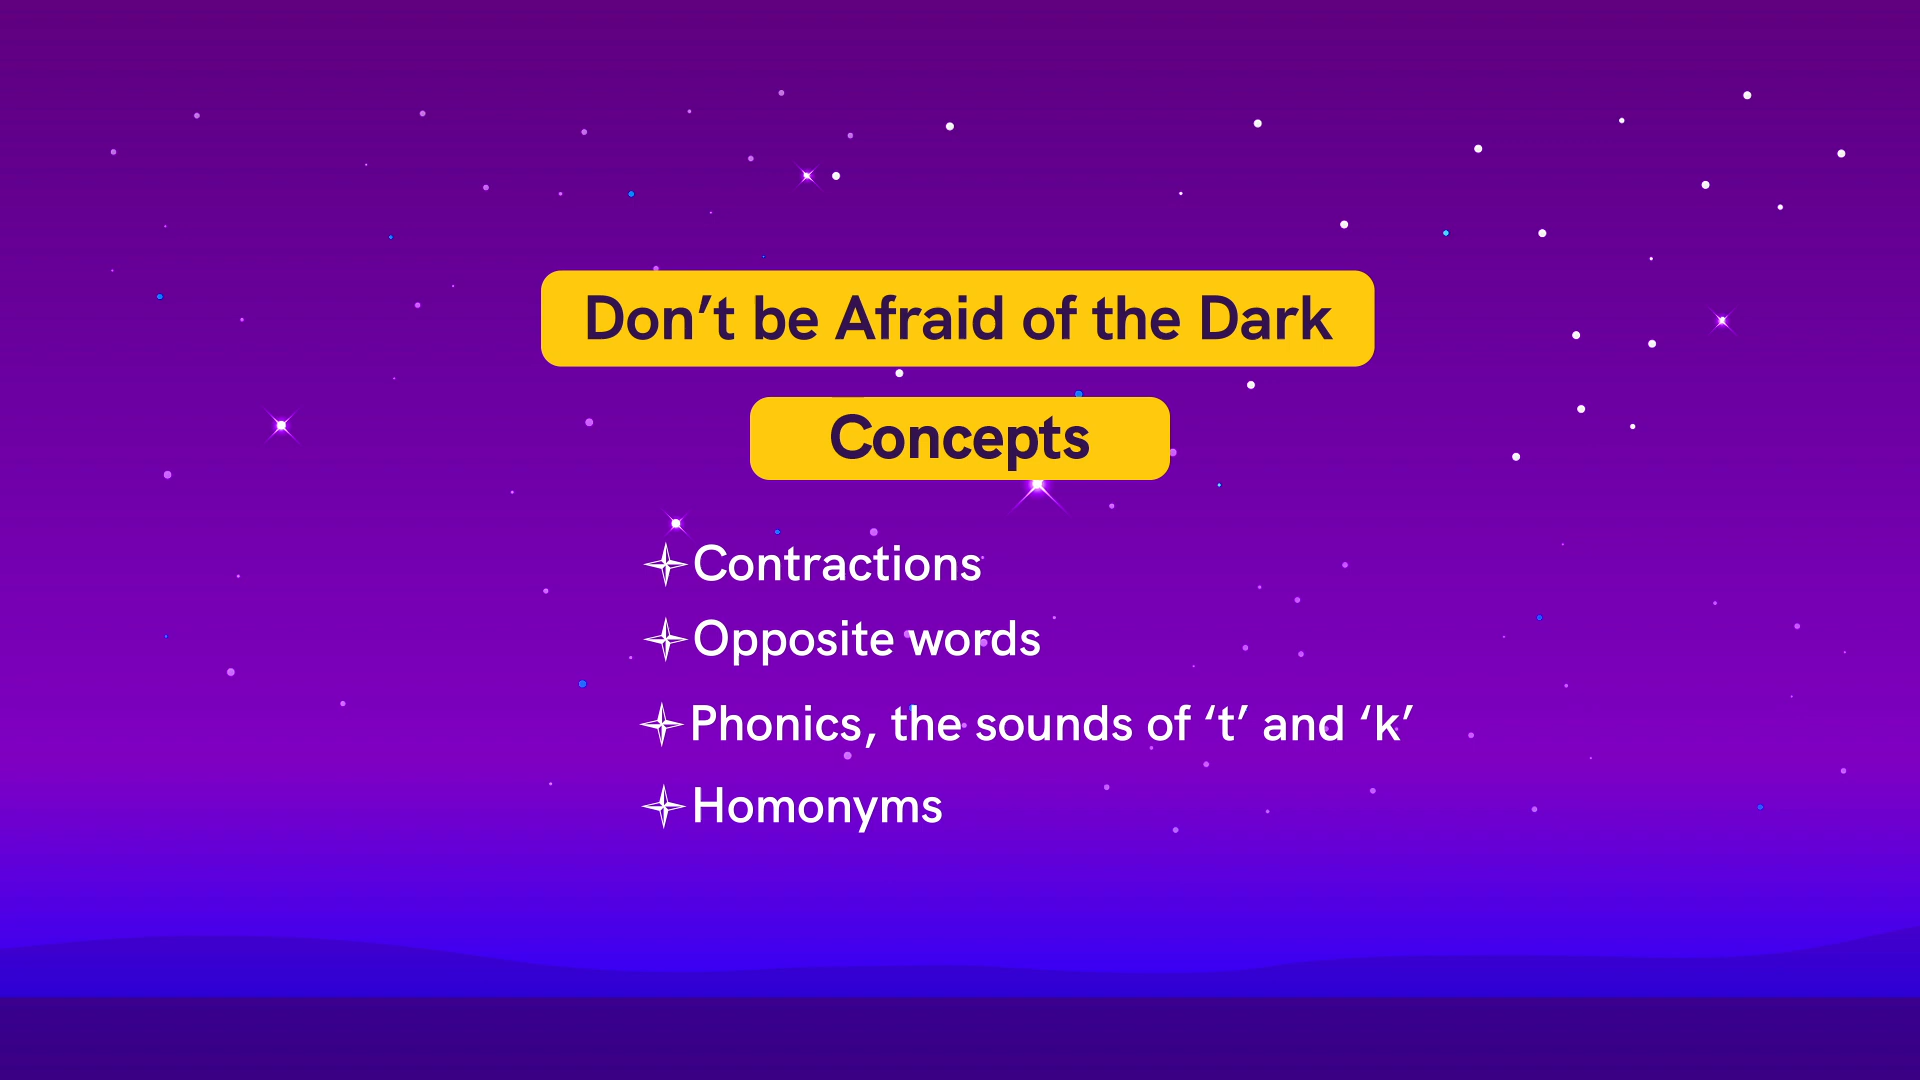 Don’t be Afraid of the Dark
Concepts
Contractions
Opposite words
Phonics, the sounds of ‘t’ and ‘k’
Homonyms